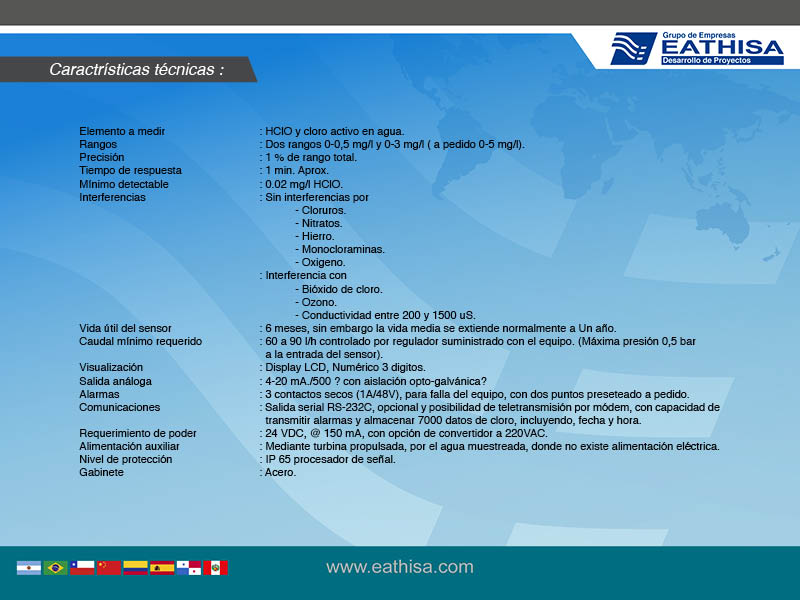 Grupo de Empresas
EATHISA
Desarrollo de Proyectos
Caractrísticas técnicas :
Elemento a medir : HClO y cloro activo en agua.
Rangos : Dos rangos 0-0,5 mg/l y 0-3 mg/l ( a pedido 0-5 mg/l).
Precisión : 1 % de rango total.
Tiempo de respuesta : 1 min. Aprox.
Mínimo detectable : 0.02 mg/l HClO.
Interferencias : Sin interferencias por
- Cloruros.
- Nitratos.
- Hierro.
- Monocloraminas.
- Oxigeno.
: Interferencia con
- Bióxido de cloro.
- Ozono.
- Conductividad entre 200 y 1500 uS.
Vida útil del sensor : 6 meses, sin embargo la vida media se extiende normalmente a Un año.
Caudal mínimo requerido : 60 a 90 l/h controlado por regulador suministrado con el equipo. (Máxima presión 0,5 bar
a la entrada del sensor).
Visualización : Display LCD, Numérico 3 digitos.
Salida análoga : 4-20 mA./500 ? con aislación opto-galvánica?
Alarmas : 3 contactos secos (1A/48V), para falla del equipo, con dos puntos preseteado a pedido.
Comunicaciones : Salida serial RS-232C, opcional y posibilidad de teletransmisión por módem, con capacidad de
transmitir alarmas y almacenar 7000 datos de cloro, incluyendo, fecha y hora.
Requerimiento de poder : 24 VDC, @ 150 mA, con opción de convertidor a 220VAC.
Alimentación auxiliar : Mediante turbina propulsada, por el agua muestreada, donde no existe alimentación eléctrica.
Nivel de protección : IP 65 procesador de señal.
Gabinete : Acero.
www.eathisa.com